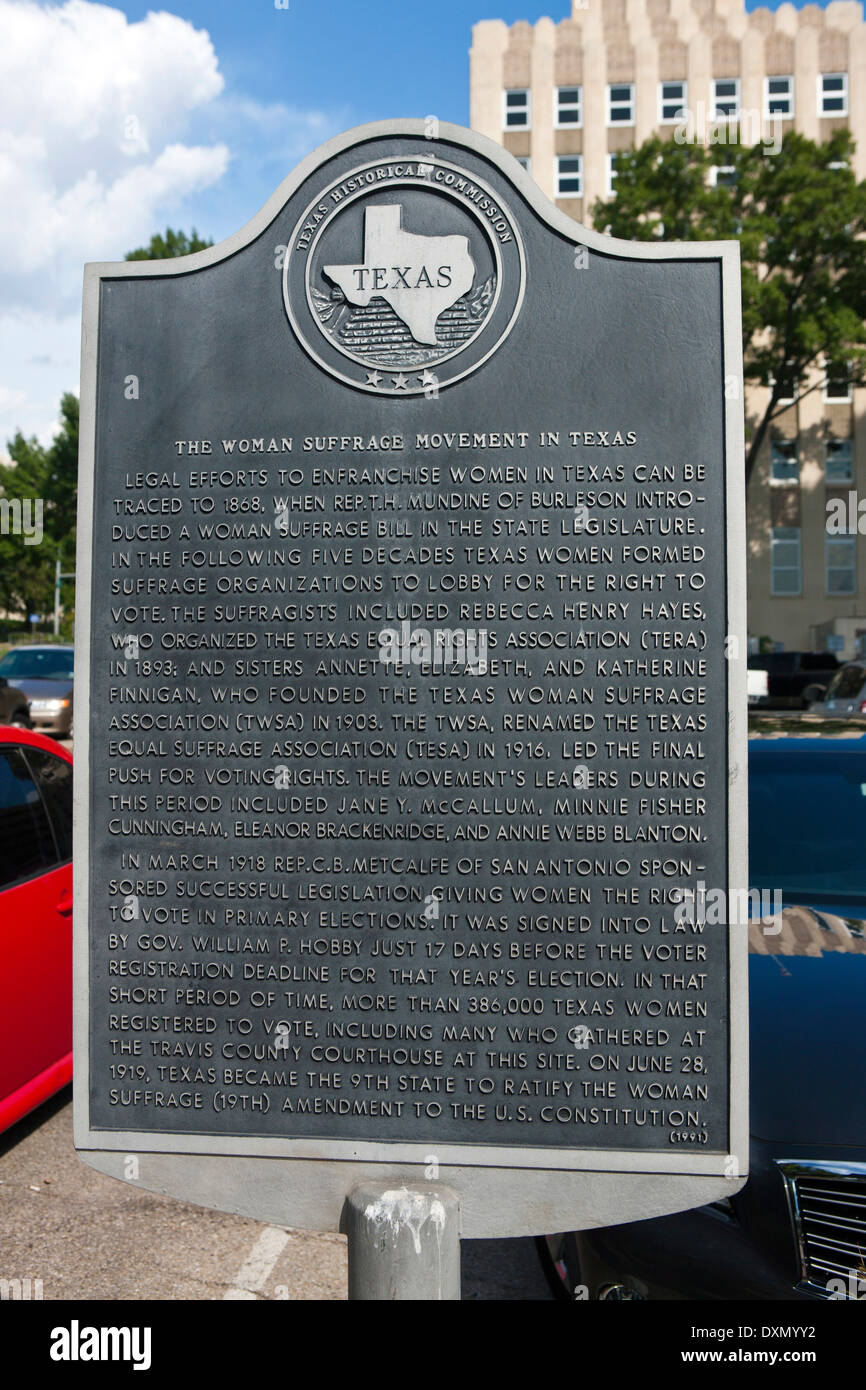 TEXAS HISTORICAL COMMISSION
TEXAS
THE WOMAN SUFFRAGE MOVEMENT IN TEXAS
LEGAL EFFORTS TO ENFRANCHISE WOMEN IN TEXAS CAN BE
TRACED TO 1868, WHEN REP. T.H. MUNDINE OF BURLESON INTRO-
DUCED A WOMAN SUFFRAGE BILL IN THE STATE LEGISLATURE.
IN THE FOLLOWING FIVE DECADES TEXAS WOMEN FORMED
SUFFRAGE ORGANIZATIONS TO LOBBY FOR THE RIGHT TO
VOTE. THE SUFFRAGISTS INCLUDED REBECCA HENRY HAYES,
WHO ORGANIZED THE TEXAS EQUAL RIGHTS ASSOCIATION (TERA)
IN 1893; AND SISTERS ANNETTE, ELIZABETH, AND KATHERINE
FINNIGAN, WHO FOUNDED THE TEXAS WOMAN SUFFRAGE
ASSOCIATION (TWSA) IN 1903. THE TWSA, RENAMED THE TEXAS
EQUAL SUFFRAGE ASSOCIATION (TESA) IN 1916, LED THE FINAL
PUSH FOR VOTING RIGHTS. THE MOVEMENT'S LEADERS DURING
THIS PERIOD INCLUDED JANE Y. McCALLUM, MINNIE FISHER
CUNNINGHAM, ELEANOR BRACKENRIDGE, AND ANNIE WEBB BLANTON.
IN MARCH 1918 REP. C.B. METCALFE OF SAN ANTONIO SPON-
SORED SUCCESSFUL LEGISLATION GIVING WOMEN THE RIGHT
TO VOTE IN PRIMARY ELECTIONS. IT WAS SIGNED INTO LAW
BY GOV. WILLIAM P. HOBBY JUST 17 DAYS BEFORE THE VOTER
REGISTRATION DEADLINE FOR THAT YEAR'S ELECTION. IN THAT
SHORT PERIOD OF TIME, MORE THAN 386,000 TEXAS WOMEN
REGISTERED TO VOTE, INCLUDING MANY WHO GATHERED AT
THE TRAVIS COUNTY COURTHOUSE AT THIS SITE. ON JUNE 28,
1919, TEXAS BECAME THE 9TH STATE TO RATIFY THE WOMAN
SUFFRAGE (19TH) AMENDMENT TO THE U.S. CONSTITUTION.
(1991)
alamy
alamy
Image ID: DXMYY2
www.alamy.com